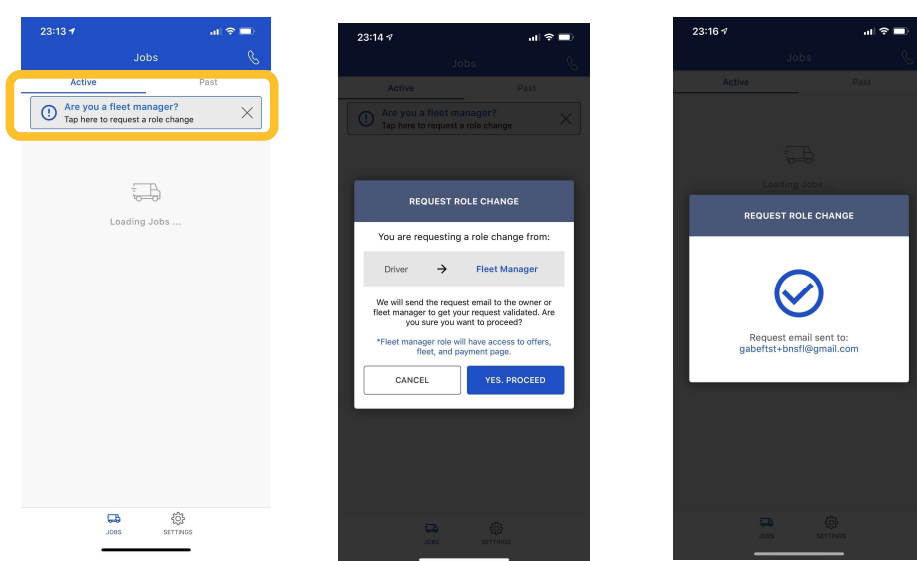 23:13
Jobs
Active Past
Are you a fleet manager?
Tap here to request a role change
Loading Jobs ...
JOBS SETTINGS
23:14
Jobs
Active Past
Are you a fleet manager?
Tap here to request a role change
REQUEST ROLE CHANGE
You are requesting a role change from:
Driver → Fleet Manager
We will send the request email to the owner or
fleet manager to get your request validated. Are
you sure you want to proceed?
*Fleet manager role will have access to offers,
fleet, and payment page.
CANCEL YES. PROCEED
JOBS SETTINGS
23:16
Jobs
Active Past
Loading Jobs ...
REQUEST ROLE CHANGE
Request email sent to:
gabeftst+bnsfl@gmail.com
JOBS SETTINGS